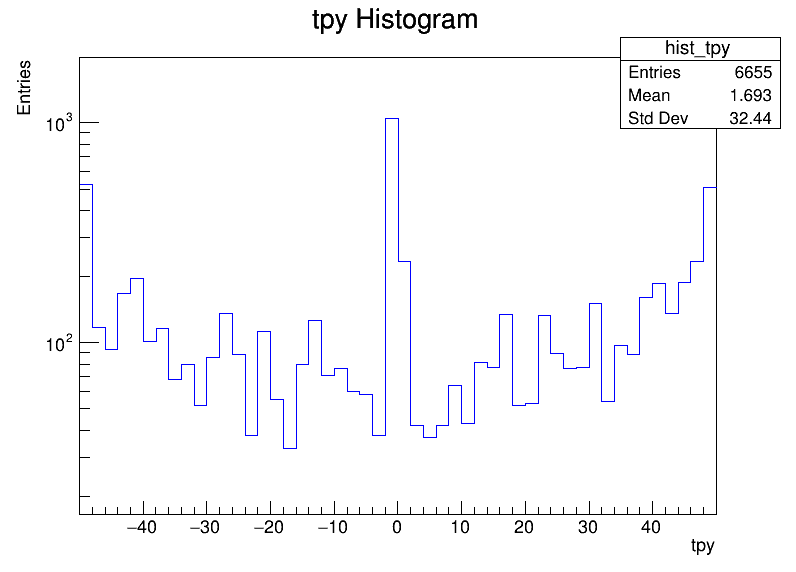 tpy Histogram
hist_tpy
Entries 6655
Mean 1.693
Std Dev 32.44
Entries
10³
10²
−40 −30 −20 −10 0 10 20 30 40
tpy